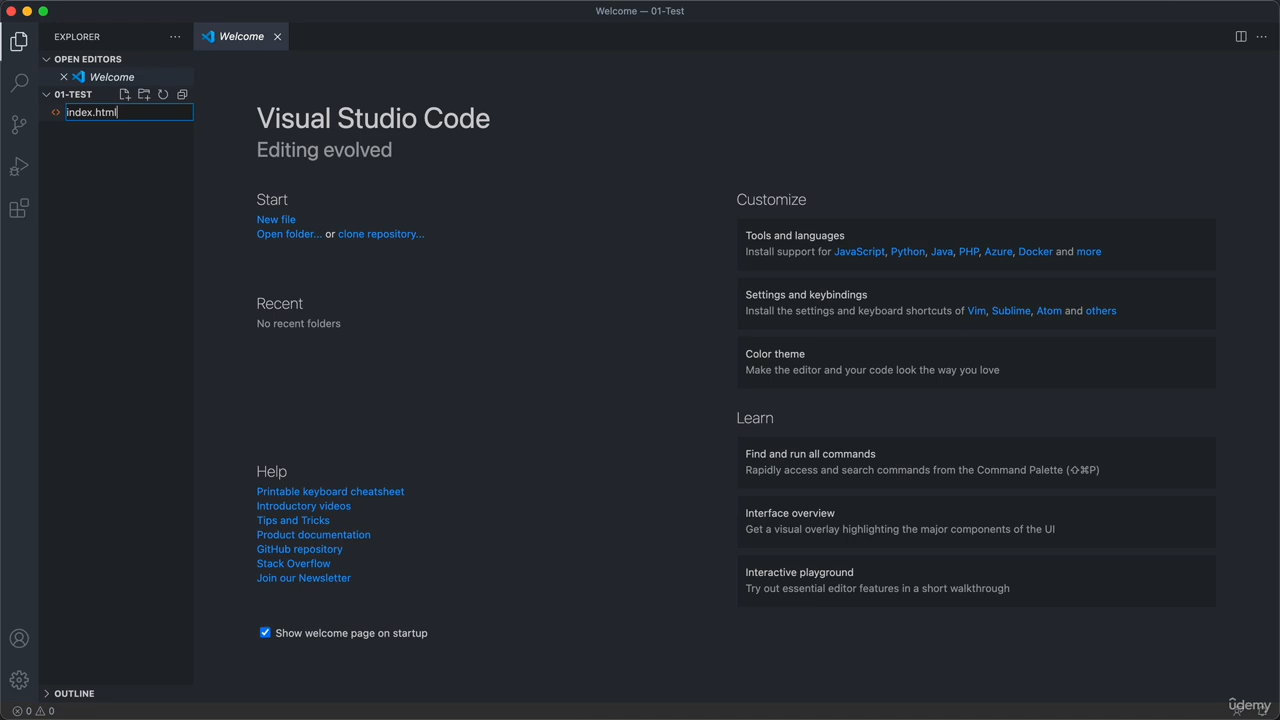 Welcome — 01-Test
EXPLORER
Welcome
OPEN EDITORS
Welcome
01-TEST
index.html
Visual Studio Code
Editing evolved
Start
New file
Open folder... or clone repository...
Recent
No recent folders
Help
Printable keyboard cheatsheet
Introductory videos
Tips and Tricks
Product documentation
GitHub repository
Stack Overflow
Join our Newsletter
Show welcome page on startup
Customize
Tools and languages
Install support for JavaScript, Python, Java, PHP, Azure, Docker and more
Settings and keybindings
Install the settings and keyboard shortcuts of Vim, Sublime, Atom and others
Color theme
Make the editor and your code look the way you love
Learn
Find and run all commands
Rapidly access and search commands from the Command Palette (⇧⌘P)
Interface overview
Get a visual overlay highlighting the major components of the UI
Interactive playground
Try out essential editor features in a short walkthrough
OUTLINE
0 0
ûdemy